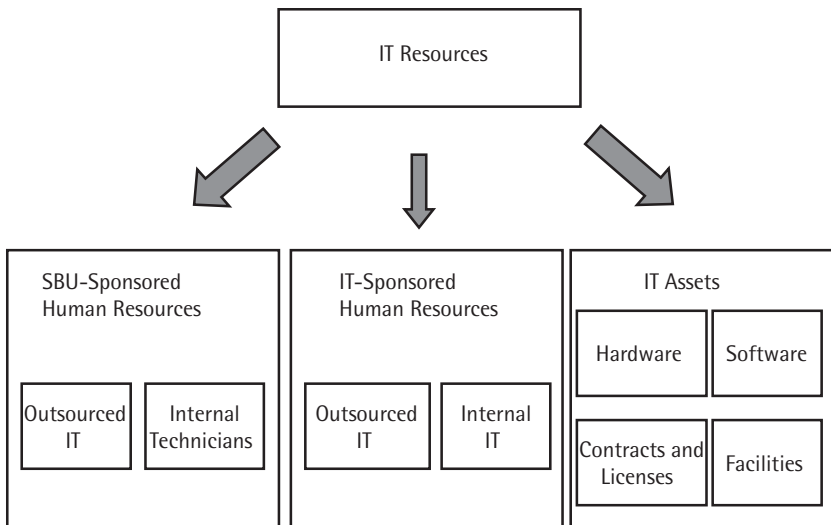 IT Resources
SBU-Sponsored
Human Resources
Outsourced
IT
Internal
Technicians
IT-Sponsored
Human Resources
Outsourced
IT
Internal
IT
IT Assets
Hardware
Software
Contracts and
Licenses
Facilities